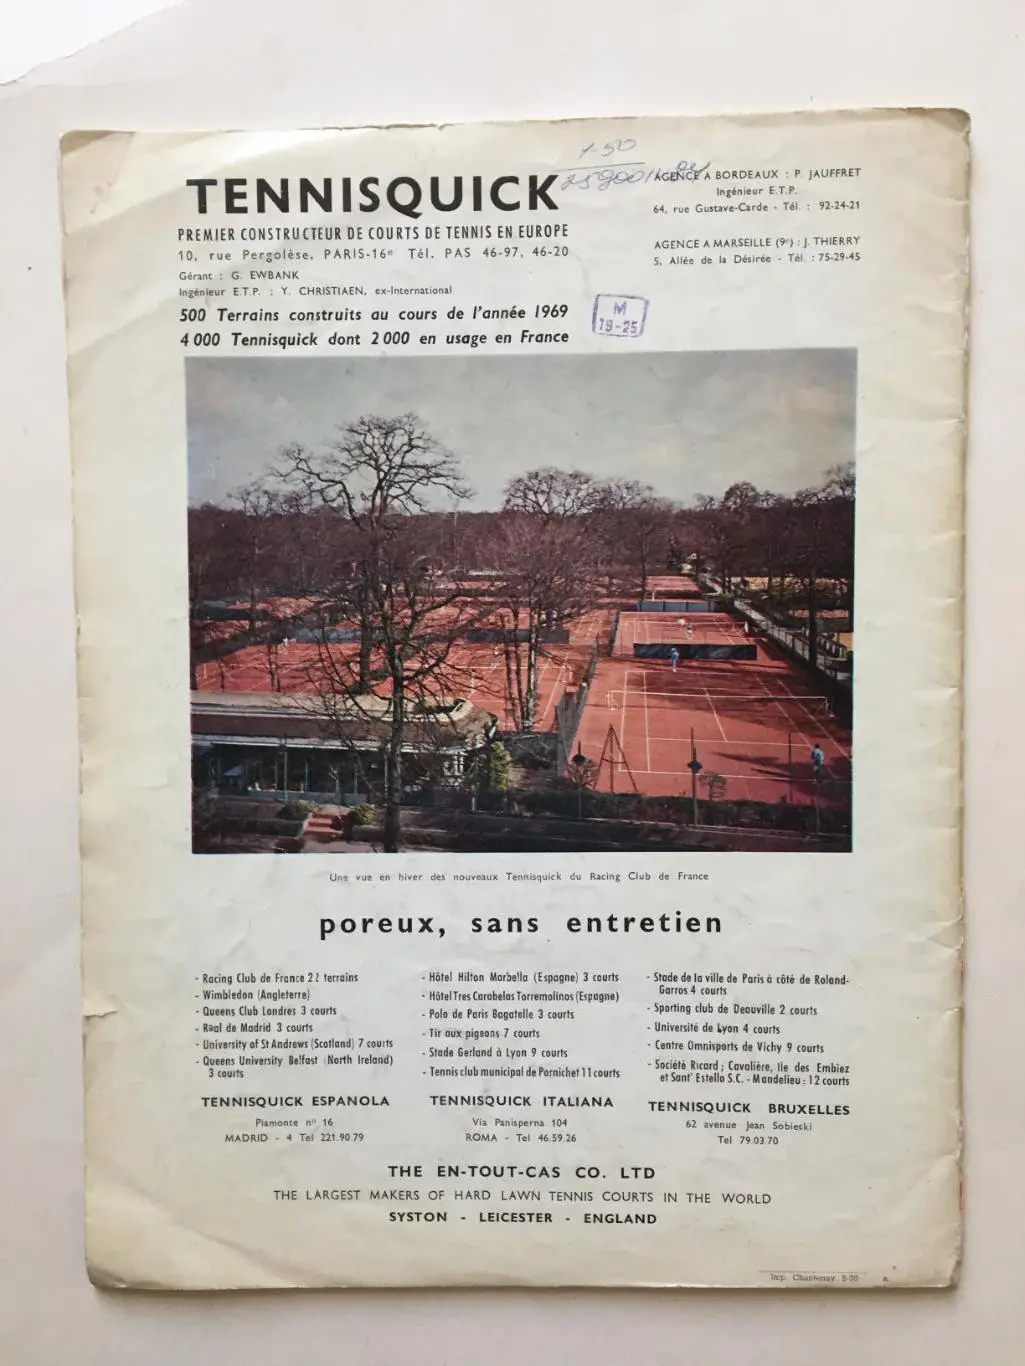 1-50
TENNISQUICK
PREMIER CONSTRUCTEUR DE COURTS DE TENNIS EN EUROPE
10, rue Pergolèse, PARIS-16e Tél. PAS 46-97, 46-20
Gérant : G. EWBANK
Ingénieur E.T.P. : Y. CHRISTIAEN, ex-International
500 Terrains construits au cours de l'année 1969
4 000 Tennisquick dont 2 000 en usage en France
AGENCE A BORDEAUX : P. JAUFFRET
Ingénieur E.T.P.
64, rue Gustave-Carde - Tél. : 92-24-21
AGENCE A MARSEILLE (9e) : J. THIERRY
5, Allée de la Désirée - Tél. : 75-29-45
M
19-25
Une vue en hiver des nouveaux Tennisquick du Racing Club de France
poreux, sans entretien
- Racing Club de France 22 terrains
- Wimbledon (Angleterre)
- Queens Club Londres 3 courts
- Real de Madrid 3 courts
- University of St Andrews (Scotland) 7 courts
- Queens University Belfast (North Ireland)
3 courts
- Hôtel Hilton Marbella (Espagne) 3 courts
- Hôtel Tres Carabelas Torremolinos (Espagne)
- Polo de Paris Bagatelle 3 courts
- Tir aux pigeons 7 courts
- Stade Gerland à Lyon 9 courts
- Tennis club municipal de Pornichet 11 courts
- Stade de la ville de Paris à côté de Roland-
Garros 4 courts
- Sporting club de Deauville 2 courts
- Université de Lyon 4 courts
- Centre Omnisports de Vichy 9 courts
- Société Ricard ; Cavalière, Ile des Embiez
et Sant' Estello S.C. - Mandelieu : 12 courts
TENNISQUICK ESPANOLA
Piamonte n° 16
MADRID - 4 Tel 221.90.79
TENNISQUICK ITALIANA
Via Panisperna 104
ROMA - Tel 46.59.26
TENNISQUICK BRUXELLES
62 avenue Jean Sobieski
Tel 79.03.70
THE EN-TOUT-CAS CO. LTD
THE LARGEST MAKERS OF HARD LAWN TENNIS COURTS IN THE WORLD
SYSTON - LEICESTER - ENGLAND
Imp. Chantenay 5-70